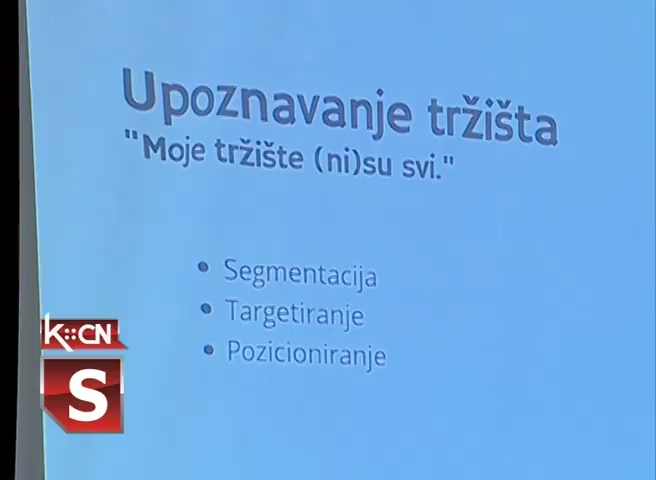 Upoznavanje tržišta
"Moje tržište (ni)su svi."
• Segmentacija
• Targetiranje
• Pozicioniranje
K::CN
S